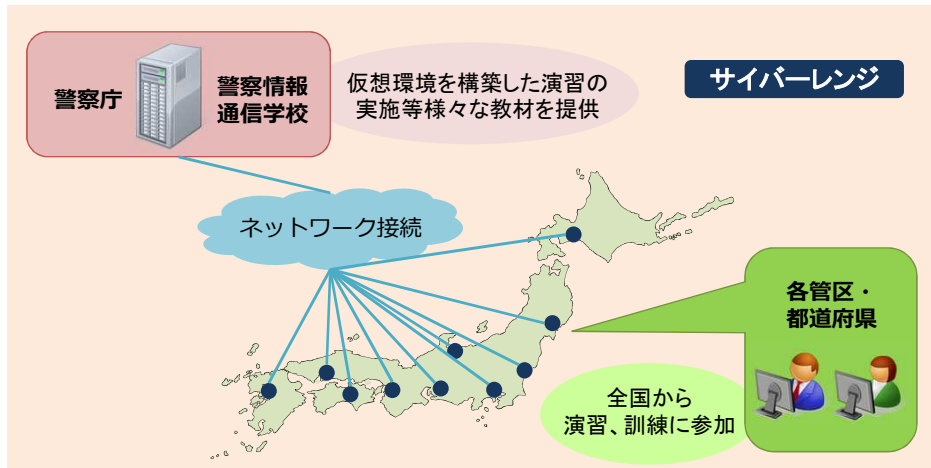 警察庁
警察情報
通信学校
仮想環境を構築した演習の
実施等様々な教材を提供
サイバーレンジ
ネットワーク接続
各管区・
都道府県
全国から
演習、訓練に参加